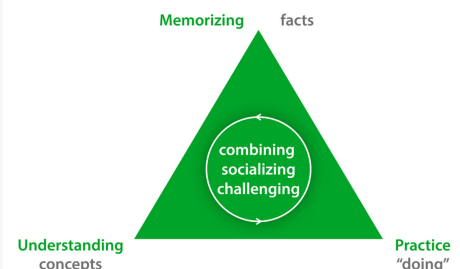 Memorizing facts
combining
socializing
challenging
Understanding
concepts
Practice
“doing”